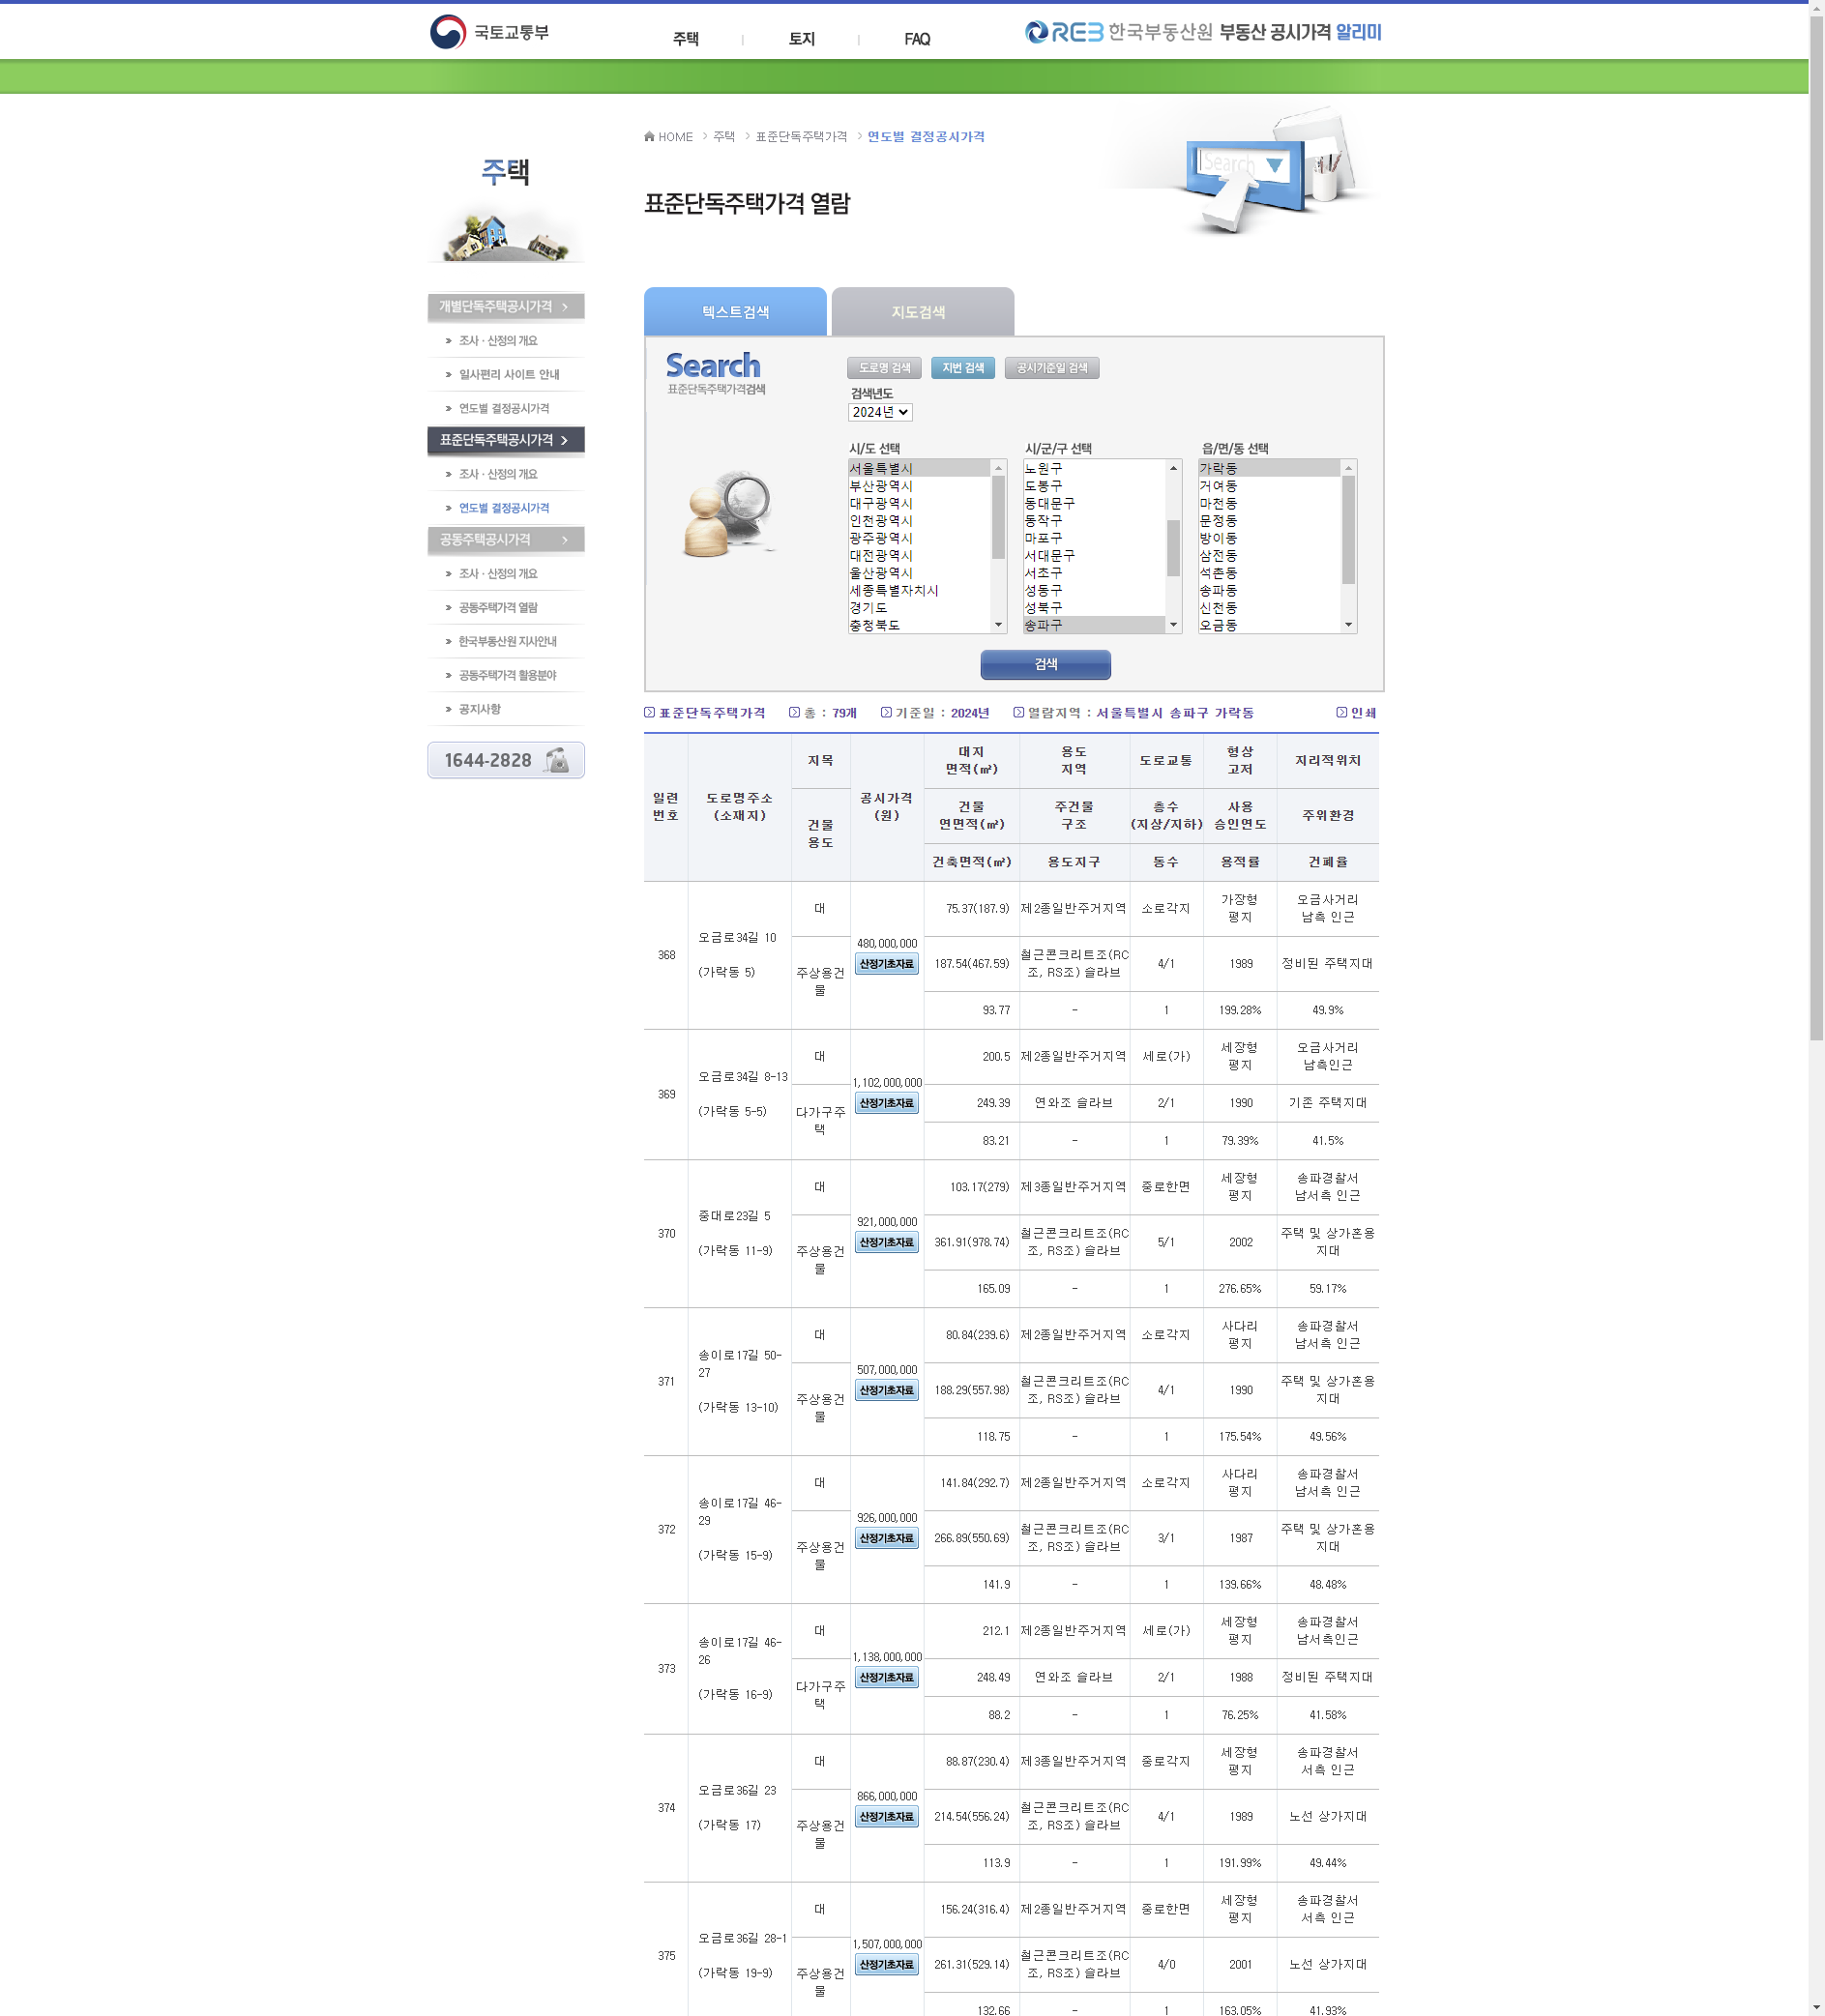 국토교통부
주택
토지
FAQ
REB 한국부동산원 부동산 공시가격 알리미
HOME > 주택 > 표준단독주택가격 > 연도별 결정공시가격
Search
주택
표준단독주택가격 열람
개별단독주택공시가격
조사ㆍ산정의 개요
일사편리 사이트 안내
연도별 결정공시가격
표준단독주택공시가격
조사ㆍ산정의 개요
연도별 결정공시가격
공동주택공시가격
조사ㆍ산정의 개요
공동주택가격 열람
한국부동산원 지사안내
공동주택가격 활용분야
공지사항
1644-2828
텍스트검색 지도검색
Search
표준단독주택가격검색
도로명 검색 지번 검색 공시기준일 검색
검색년도
2024년
시/도 선택
서울특별시
부산광역시
대구광역시
인천광역시
광주광역시
대전광역시
울산광역시
세종특별자치시
경기도
충청북도
시/군/구 선택
노원구
도봉구
동대문구
동작구
마포구
서대문구
서초구
성동구
성북구
송파구
읍/면/동 선택
가락동
거여동
마천동
문정동
방이동
삼전동
석촌동
송파동
신천동
오금동
검색
표준단독주택가격 총 : 79개 기준일 : 2024년 열람지역 : 서울특별시 송파구 가락동 인쇄
일련
번호
도로명주소
(소재지)
지목
건물
용도
공시가격
(원)
대지
면적(㎡)
용도
지역
도로교통
형상
고저
지리적위치
건물
연면적(㎡)
주건물
구조
층수
(지상/지하)
사용
승인연도
주위환경
건축면적(㎡) 용도지구 동수 용적률 건폐율
368
오금로34길 10
(가락동 5)
대
주상용건
물
480,000,000
산정기초자료
75.37(187.9) 제2종일반주거지역 소로각지
가장형
평지
오금사거리
남측 인근
187.54(467.59)
철근콘크리트조(RC
조, RS조) 슬라브
4/1 1989 정비된 주택지대
93.77 - 1 199.28% 49.9%
369
오금로34길 8-13
(가락동 5-5)
대
다가구주
택
1,102,000,000
산정기초자료
200.5 제2종일반주거지역 세로(가)
세장형
평지
오금사거리
남측인근
249.39 연와조 슬라브 2/1 1990 기존 주택지대
83.21 - 1 79.39% 41.5%
370
중대로23길 5
(가락동 11-9)
대
주상용건
물
921,000,000
산정기초자료
103.17(279) 제3종일반주거지역 중로한면
세장형
평지
송파경찰서
남서측 인근
361.91(978.74)
철근콘크리트조(RC
조, RS조) 슬라브
5/1 2002
주택 및 상가혼용
지대
165.09 - 1 276.65% 59.17%
371
송이로17길 50-
27
(가락동 13-10)
대
주상용건
물
507,000,000
산정기초자료
80.84(239.6) 제2종일반주거지역 소로각지
사다리
평지
송파경찰서
남서측 인근
188.29(557.98)
철근콘크리트조(RC
조, RS조) 슬라브
4/1 1990
주택 및 상가혼용
지대
118.75 - 1 175.54% 49.56%
372
송이로17길 46-
29
(가락동 15-9)
대
주상용건
물
926,000,000
산정기초자료
141.84(292.7) 제2종일반주거지역 소로각지
사다리
평지
송파경찰서
남서측 인근
266.89(550.69)
철근콘크리트조(RC
조, RS조) 슬라브
3/1 1987
주택 및 상가혼용
지대
141.9 - 1 139.66% 48.48%
373
송이로17길 46-
26
(가락동 16-9)
대
다가구주
택
1,138,000,000
산정기초자료
212.1 제2종일반주거지역 세로(가)
세장형
평지
송파경찰서
남서측인근
248.49 연와조 슬라브 2/1 1988 정비된 주택지대
88.2 - 1 76.25% 41.58%
374
오금로36길 23
(가락동 17)
대
주상용건
물
866,000,000
산정기초자료
88.87(230.4) 제3종일반주거지역 중로각지
세장형
평지
송파경찰서
서측 인근
214.54(556.24)
철근콘크리트조(RC
조, RS조) 슬라브
4/1 1989 노선 상가지대
113.9 - 1 191.99% 49.44%
375
오금로36길 28-1
(가락동 19-9)
대
주상용건
물
1,507,000,000
산정기초자료
156.24(316.4) 제2종일반주거지역 중로한면
세장형
평지
송파경찰서
서측 인근
261.31(529.14)
철근콘크리트조(RC
조, RS조) 슬라브
4/0 2001 노선 상가지대
132.66 - 1 163.05% 41.93%